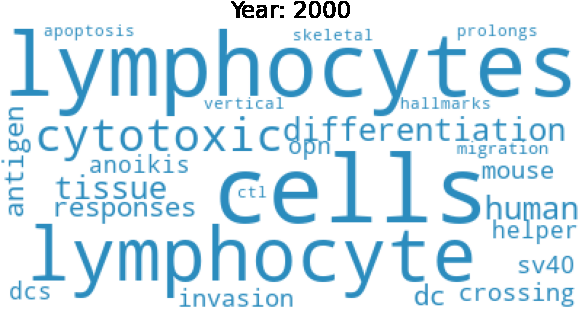 Year: 2000
apoptosis skeletal prolongs
lymphocytes
vertical hallmarks
antigen cytotoxic differentiation
opn migration
anoikis mouse
tissue ctl cells
responses human
helper
lymphocyte
sv40
dcs invasion dc crossing